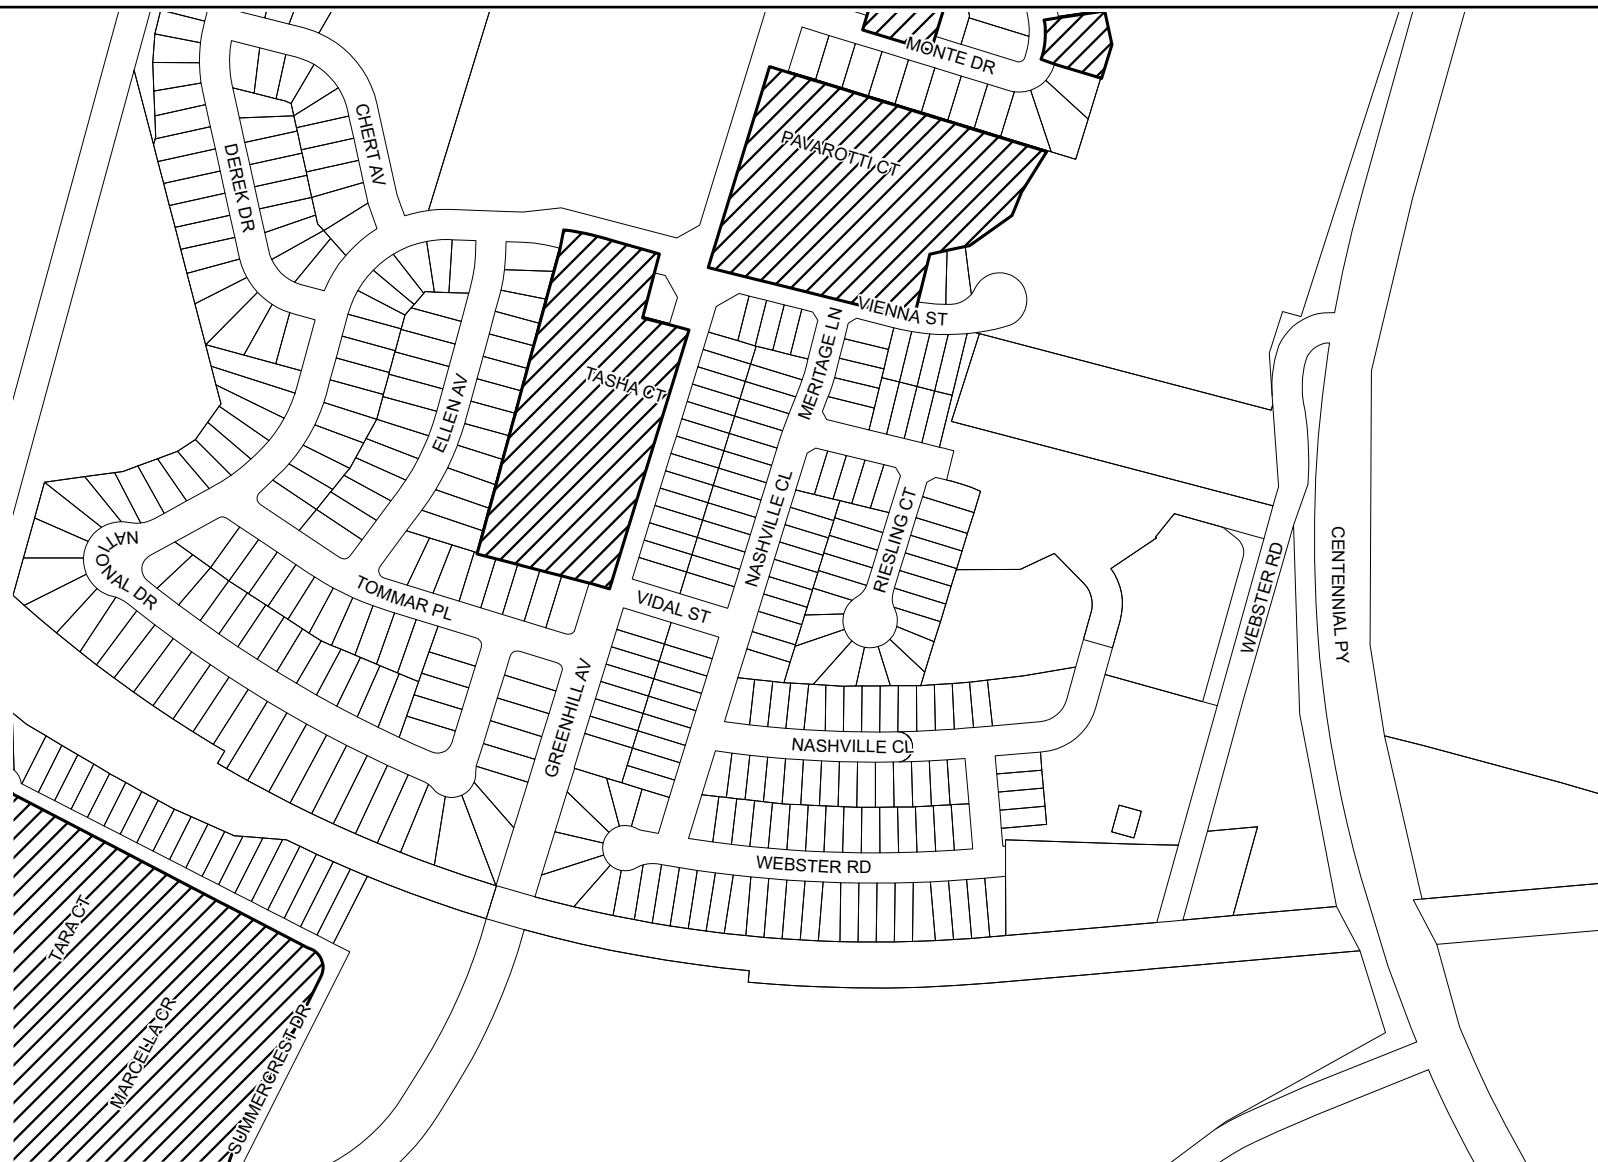 MONTE DR
CHERT AV
PAVAROTTI CT
DEREK DR
VIENNA ST
MERITAGE LN
TASHA CT
ELLEN AV
NASHVILLE CL
RIESLING CT
NATIONAL DR
TOMMAR PL
VIDAL ST
WEBSTER RD
CENTENNIAL PY
GREENHILL AV
NASHVILLE CL
WEBSTER RD
TARA CT
MARCELLA CR
SUMMERCREST DR